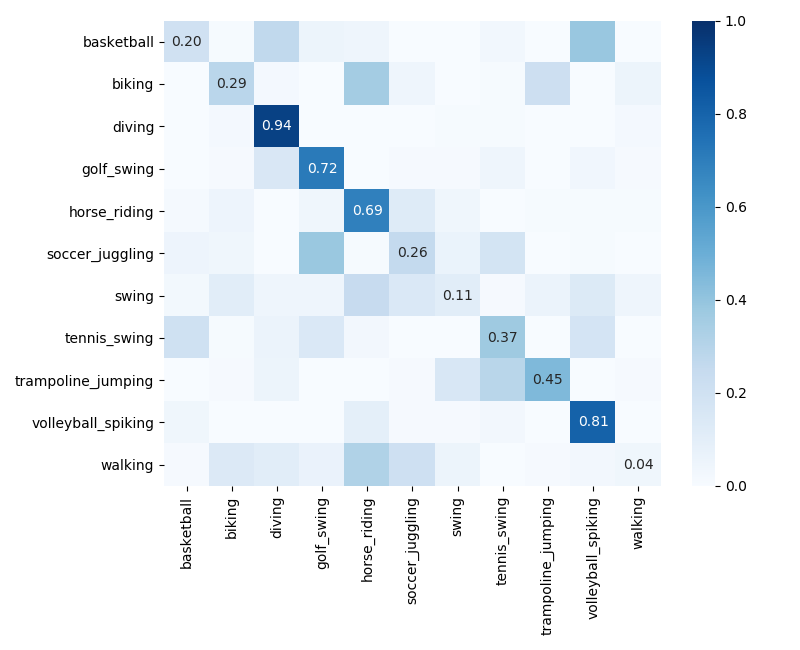 basketball 0.20
biking 0.29
diving 0.94
golf_swing 0.72
horse_riding 0.69
soccer_juggling 0.26
swing 0.11
tennis_swing 0.37
trampoline_jumping 0.45
volleyball_spiking 0.81
walking 0.04
basketball
biking
diving
golf_swing
horse_riding
soccer_juggling
swing
tennis_swing
trampoline_jumping
volleyball_spiking
walking
1.0
0.8
0.6
0.4
0.2
0.0